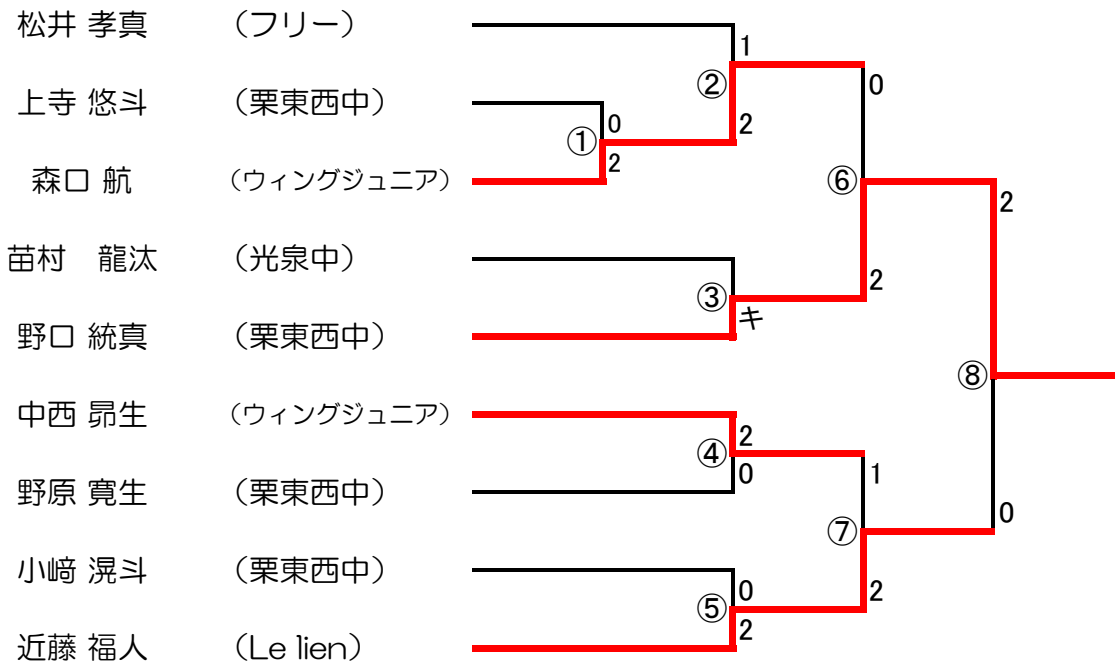 松井 孝真 （フリー）
1
② 0
上寺 悠斗 （栗東西中）
0 2
①
2
森口 航 （ウィングジュニア） ⑥
2
苗村　龍汰 （光泉中）
2
③
キ
野口 統真 （栗東西中）
⑧
中西 昴生 （ウィングジュニア）
2
④
0 1
野原 寛生 （栗東西中）
0
⑦
小﨑 滉斗 （栗東西中）
0 2
⑤
2
近藤 福人 （Le lien）